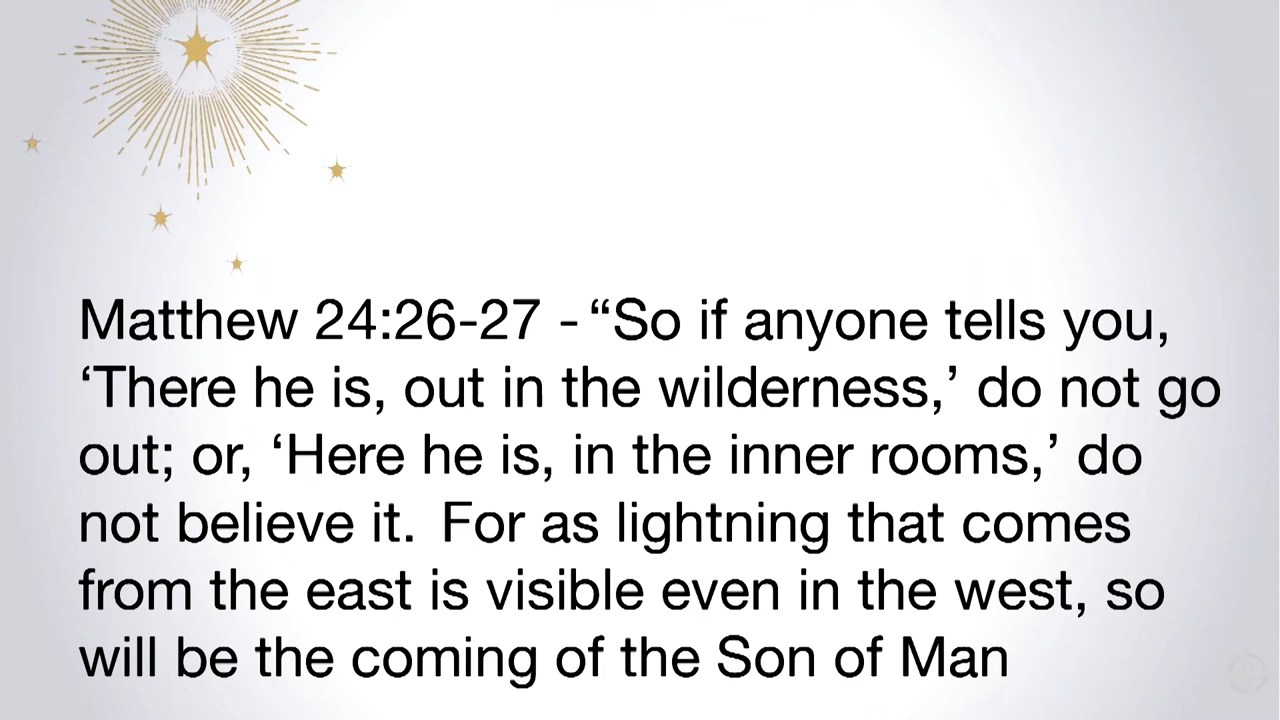 Matthew 24:26-27 - “So if anyone tells you,
‘There he is, out in the wilderness,’ do not go
out; or, ‘Here he is, in the inner rooms,’ do
not believe it. For as lightning that comes
from the east is visible even in the west, so
will be the coming of the Son of Man